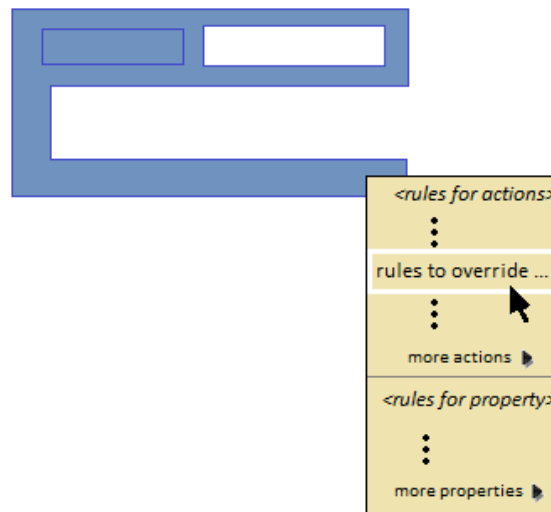 <rules for actions>
rules to override ...
more actions
<rules for property>
more properties